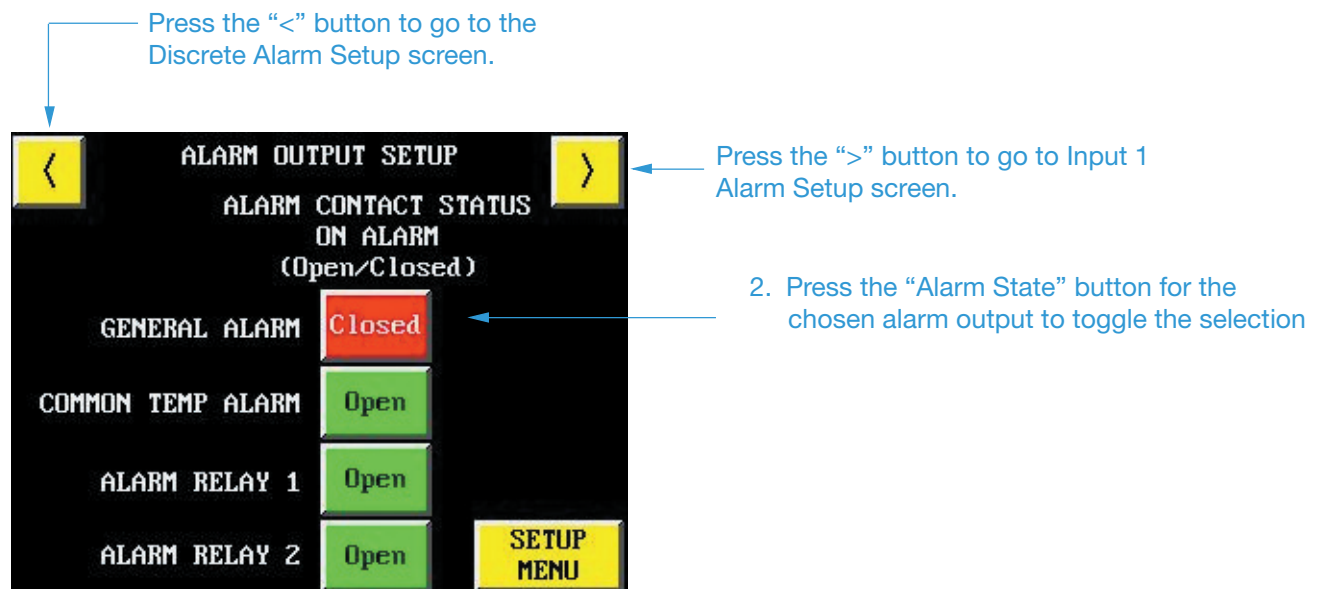 Press the “<” button to go to the
Discrete Alarm Setup screen.
<
ALARM OUTPUT SETUP
>
Press the “>” button to go to Input 1
Alarm Setup screen.
ALARM CONTACT STATUS
ON ALARM
(Open/Closed)
2. Press the “Alarm State” button for the
chosen alarm output to toggle the selection
GENERAL ALARM Closed
COMMON TEMP ALARM Open
ALARM RELAY 1 Open
ALARM RELAY 2 Open
SETUP
MENU